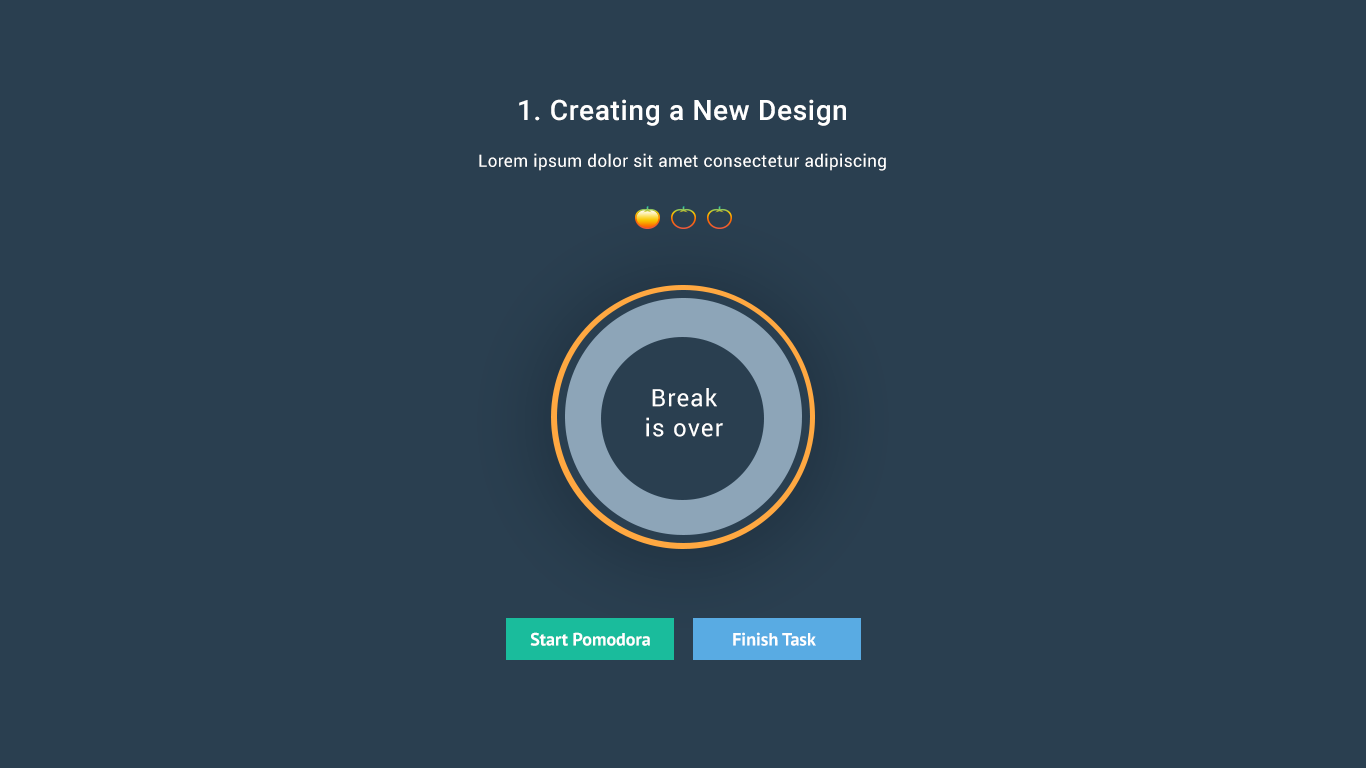 1. Creating a New Design
Lorem ipsum dolor sit amet consectetur adipiscing
Break
is over
Start Pomodora
Finish Task